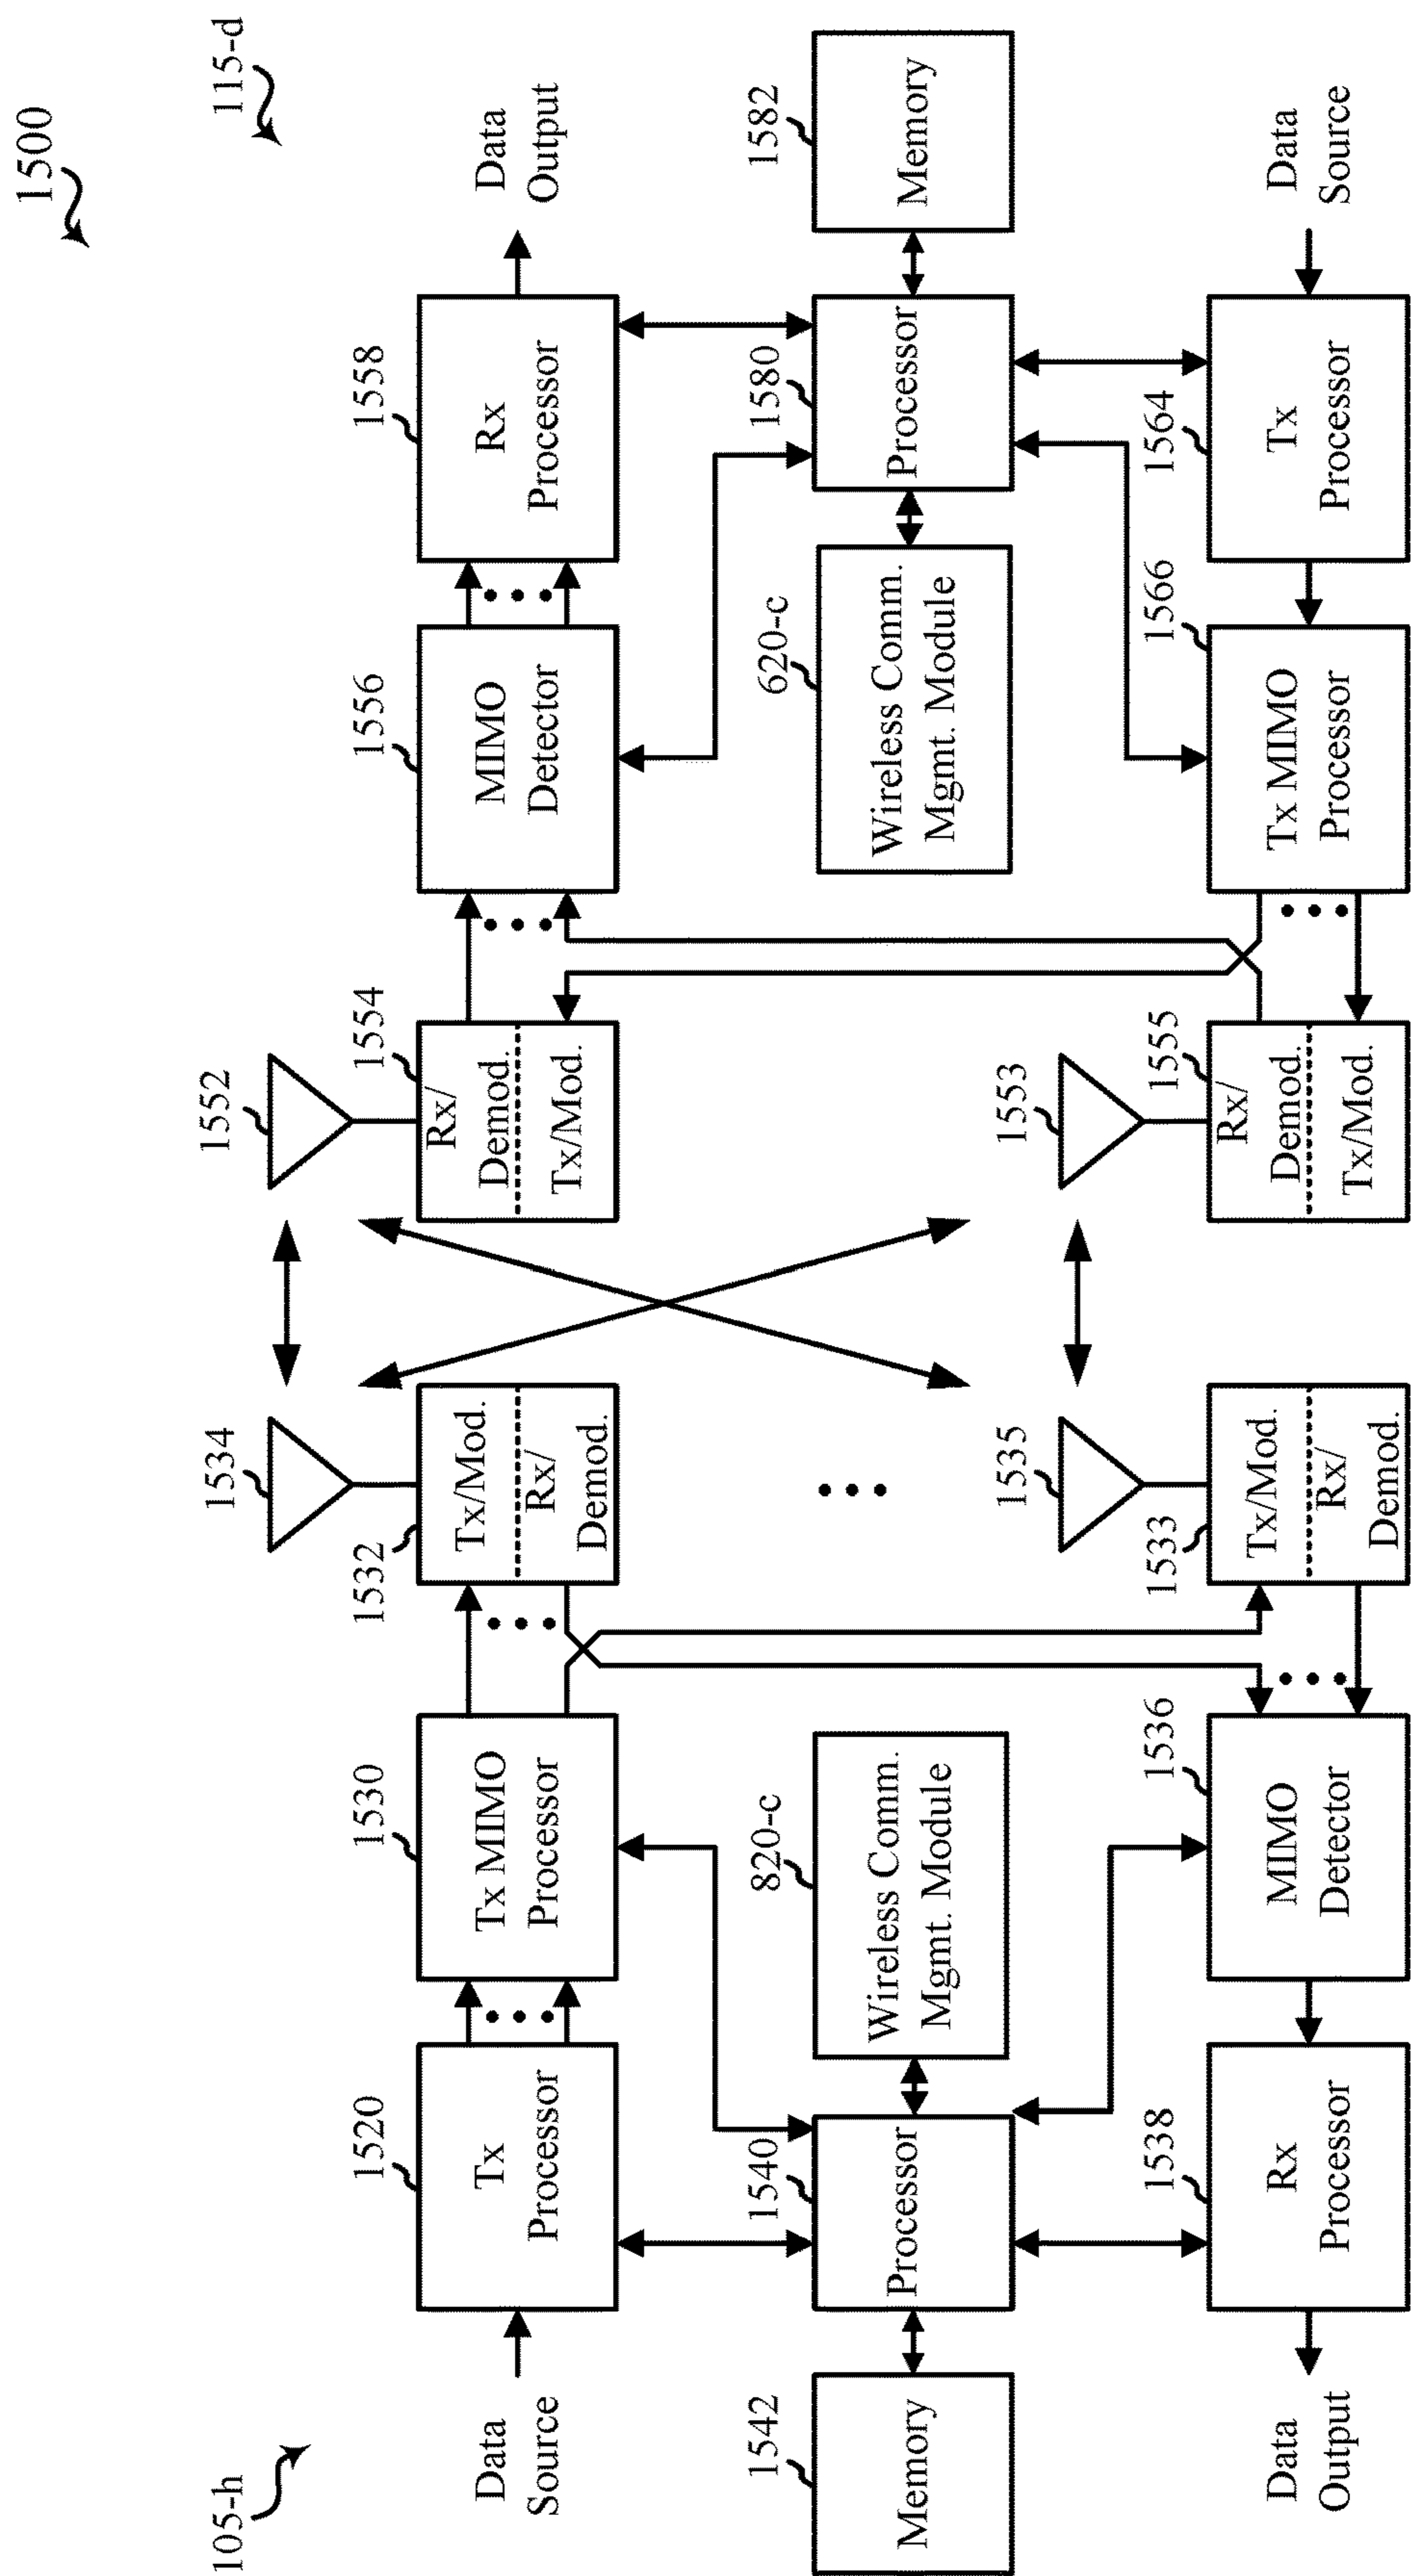 1500
105-h
115-d
Data
Source
1520
Tx
Processor
1530
Tx MIMO
Processor
1532
Tx/Mod.
Rx/
Demod.
1534
1552
1554
Rx/
Demod.
Tx/Mod.
1556
MIMO
Detector
1558
Rx
Processor
Data
Output
1542
Memory
1540
Processor
820-c
Wireless Comm.
Mgmt. Module
620-c
Wireless Comm.
Mgmt. Module
1580
Processor
1582
Memory
Data
Output
1538
Rx
Processor
1536
MIMO
Detector
1533
Tx/Mod.
Rx/
Demod.
1535
1553
1555
Rx/
Demod.
Tx/Mod.
1566
Tx MIMO
Processor
1564
Tx
Processor
Data
Source